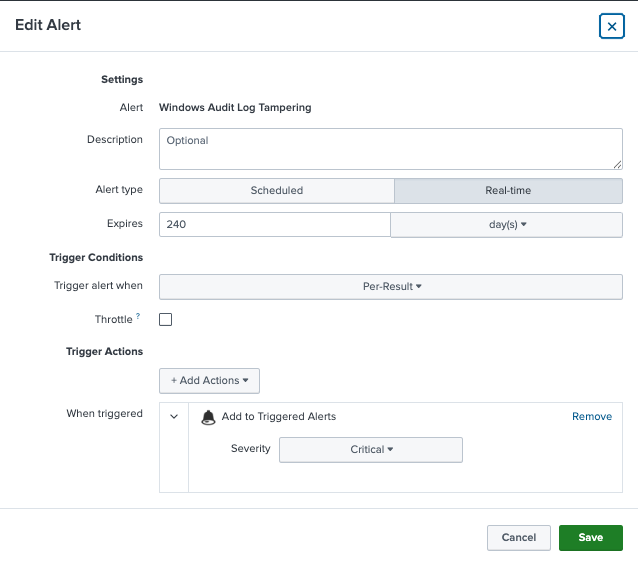 Edit Alert
Settings
Alert Windows Audit Log Tampering
Description Optional
Alert type Scheduled Real-time
Expires 240 day(s)
Trigger Conditions
Trigger alert when Per-Result
Throttle ?
Trigger Actions
+ Add Actions
When triggered Add to Triggered Alerts Remove
Severity Critical
Cancel Save